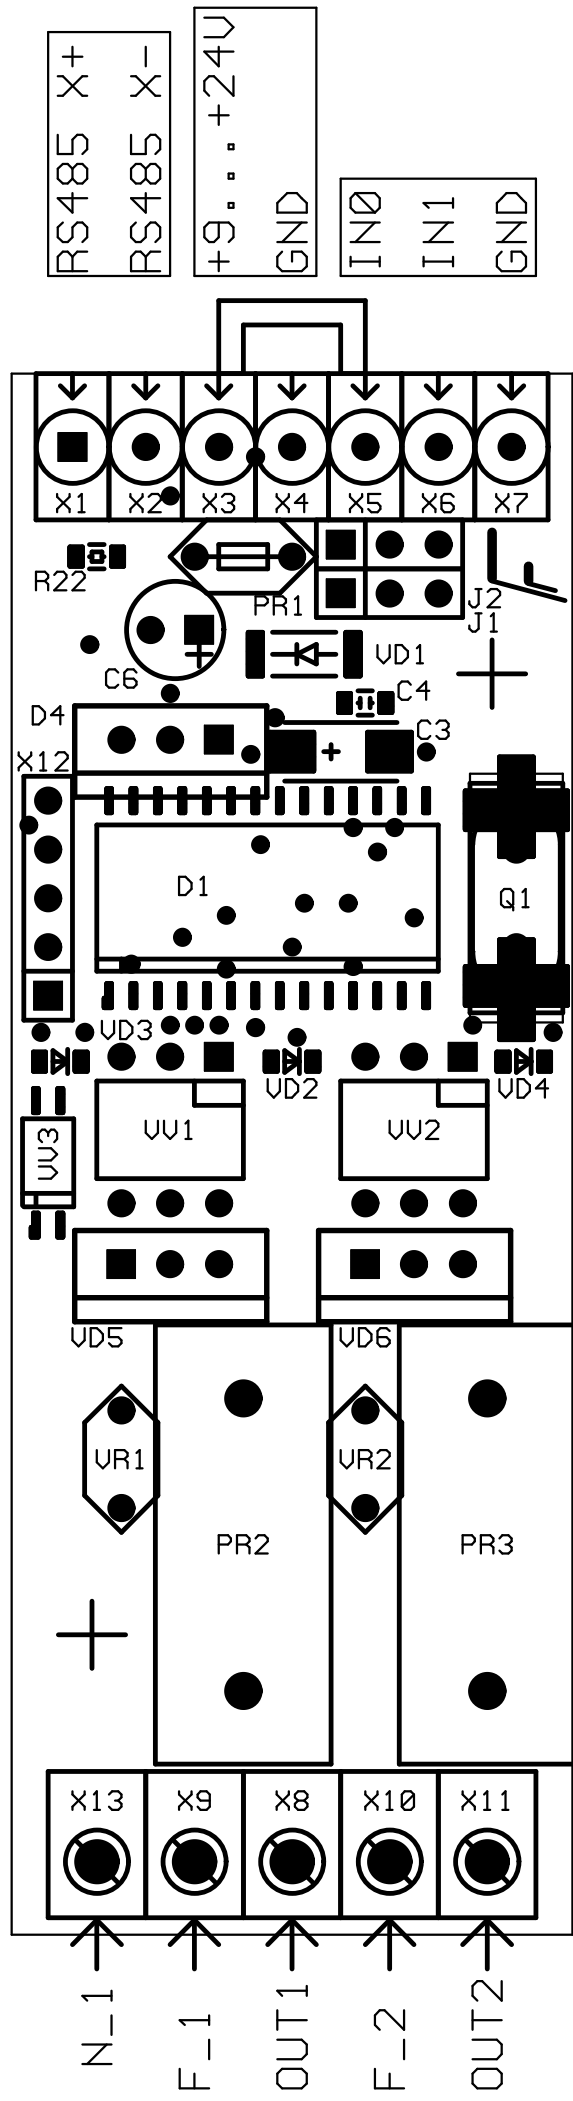 RS485 X+
RS485 X-
+9...+24V
GND
IN0
IN1
GND
X1 X2 X3 X4 X5 X6 X7
R22
PR1
J2
J1
C6
VD1
C4
D4
C3
X12
D1
Q1
VD3
VD2
VD4
VV3
VV1
VV2
VD5
VD6
VR1
VR2
PR2
PR3
X13 X9 X8 X10 X11
N_1
F_1
OUT1
F_2
OUT2